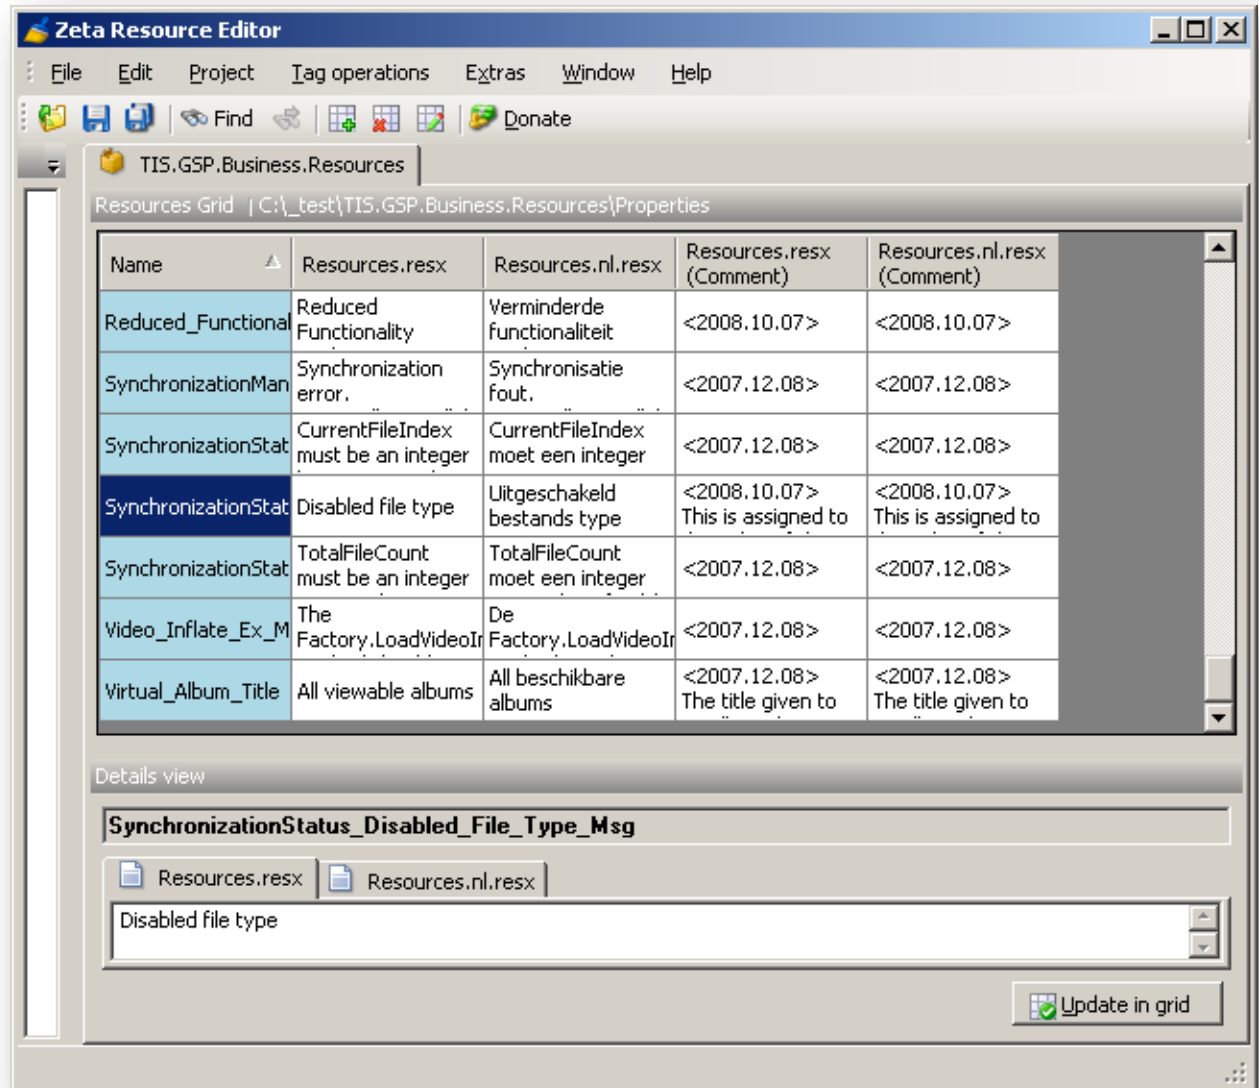 Zeta Resource Editor
File Edit Project Tag operations Extras Window Help
Find Donate
TIS.GSP.Business.Resources
Resources Grid | C:\_test\TIS.GSP.Business.Resources\Properties
Name Resources.resx Resources.nl.resx Resources.resx (Comment) Resources.nl.resx (Comment)
Reduced_Functional Reduced Functionality Verminderde functionaliteit <2008.10.07> <2008.10.07>
SynchronizationMan Synchronization error. Synchronisatie fout. <2007.12.08> <2007.12.08>
SynchronizationStat CurrentFileIndex must be an integer CurrentFileIndex moet een integer <2007.12.08> <2007.12.08>
SynchronizationStat Disabled file type Uitgeschakeld bestands type <2008.10.07> This is assigned to <2008.10.07> This is assigned to
SynchronizationStat TotalFileCount must be an integer TotalFileCount moet een integer <2007.12.08> <2007.12.08>
Video_Inflate_Ex_M The Factory.LoadVideoIn De Factory.LoadVideoIn <2007.12.08> <2007.12.08>
Virtual_Album_Title All viewable albums All beschikbare albums <2007.12.08> The title given to <2007.12.08> The title given to
Details view
SynchronizationStatus_Disabled_File_Type_Msg
Resources.resx Resources.nl.resx
Disabled file type
Update in grid